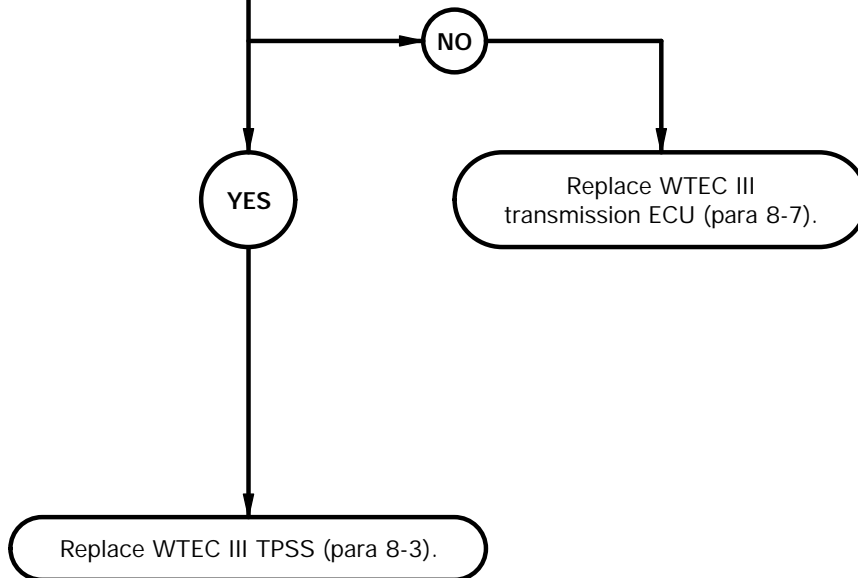 NO
YES
Replace WTEC III
transmission ECU (para 8-7).
Replace WTEC III TPSS (para 8-3).